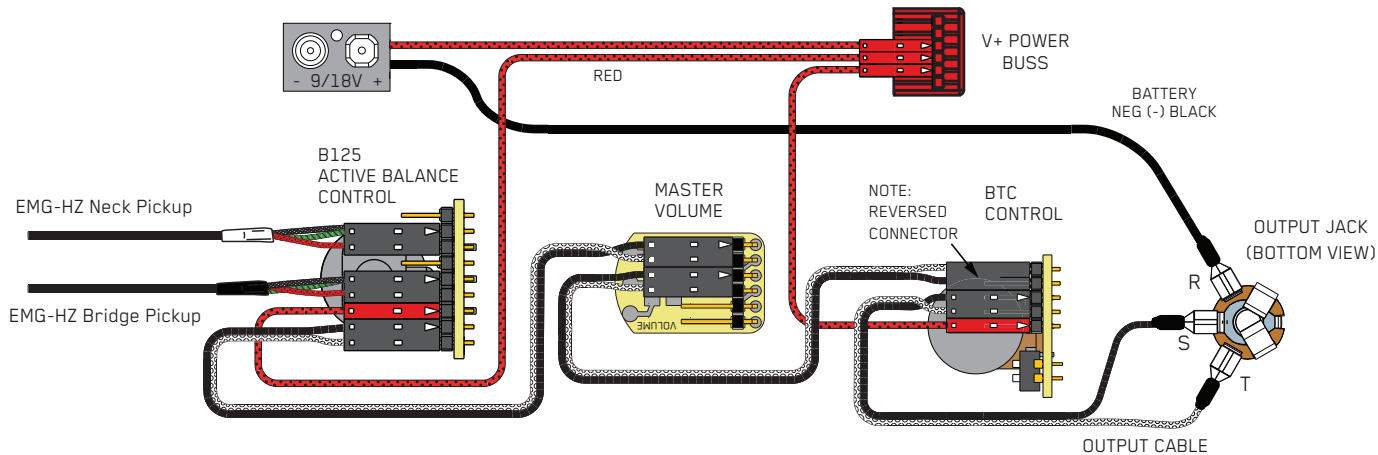 - 9/18V +
V+ POWER
BUSS
RED
BATTERY
NEG (-) BLACK
B125
ACTIVE BALANCE
CONTROL
MASTER
VOLUME
NOTE:
REVERSED
CONNECTOR
BTC
CONTROL
EMG-HZ Neck Pickup
EMG-HZ Bridge Pickup
OUTPUT JACK
(BOTTOM VIEW)
R
S
T
VOLUME
OUTPUT CABLE